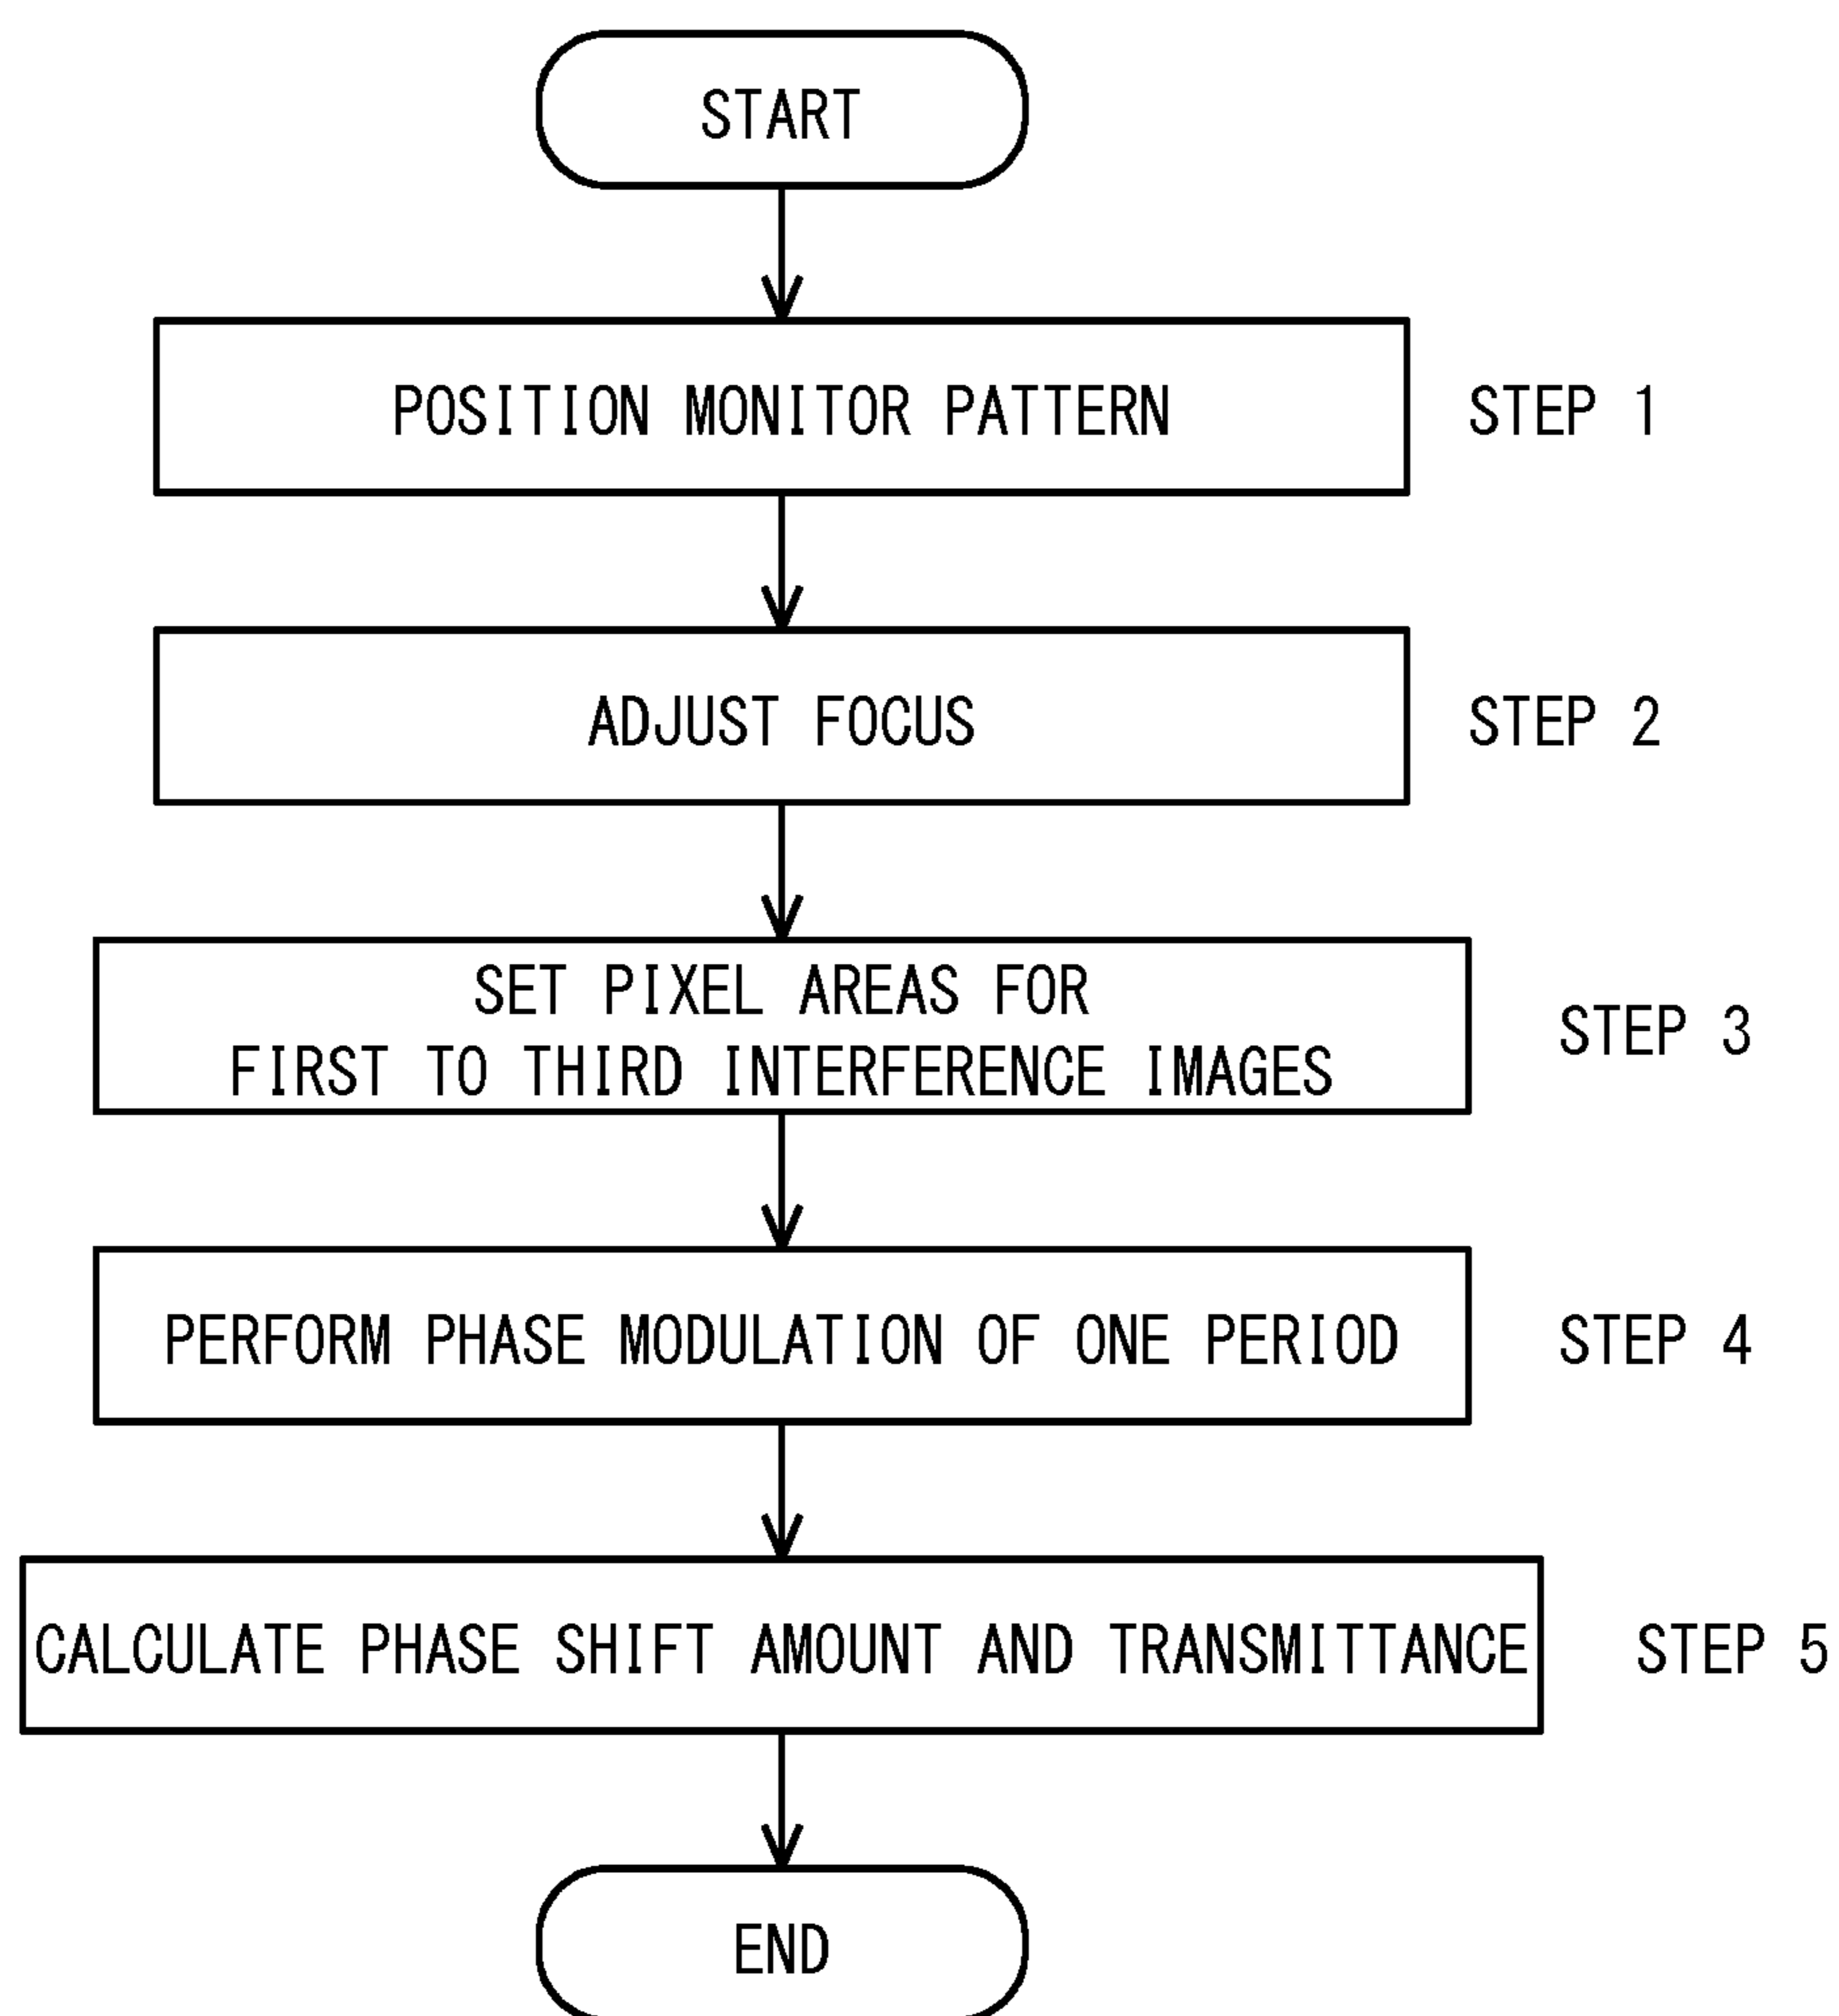 START
POSITION MONITOR PATTERN
STEP 1
ADJUST FOCUS
STEP 2
SET PIXEL AREAS FOR
FIRST TO THIRD INTERFERENCE IMAGES
STEP 3
PERFORM PHASE MODULATION OF ONE PERIOD
STEP 4
CALCULATE PHASE SHIFT AMOUNT AND TRANSMITTANCE
STEP 5
END